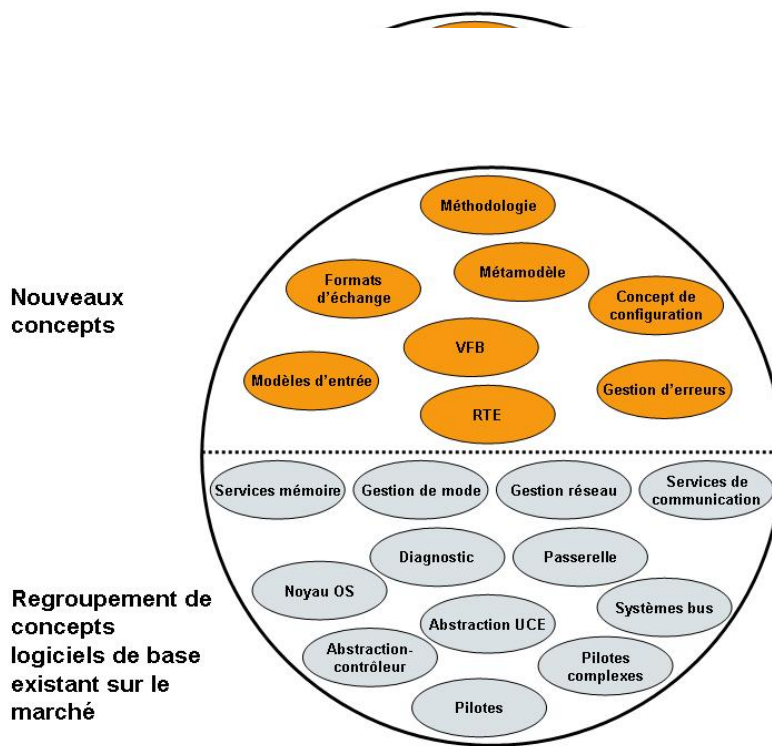 Nouveaux
concepts
Méthodologie
Formats
d'échange
Métamodèle
Concept de
configuration
VFB
Modèles d'entrée
Gestion d'erreurs
RTE
Services mémoire
Gestion de mode
Gestion réseau
Services de
communication
Diagnostic
Passerelle
Noyau OS
Abstraction UCE
Systèmes bus
Abstraction-
contrôleur
Pilotes
complexes
Pilotes
Regroupement de
concepts
logiciels de base
existant sur le
marché